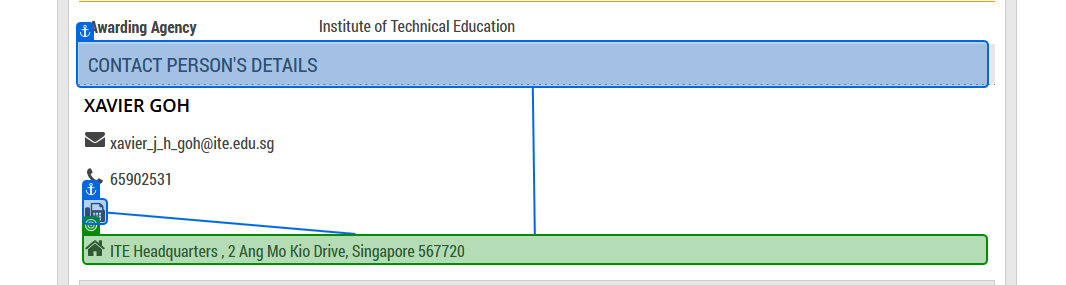 Awarding Agency Institute of Technical Education
CONTACT PERSON'S DETAILS
XAVIER GOH
xavier_j_h_goh@ite.edu.sg
65902531
ITE Headquarters , 2 Ang Mo Kio Drive, Singapore 567720